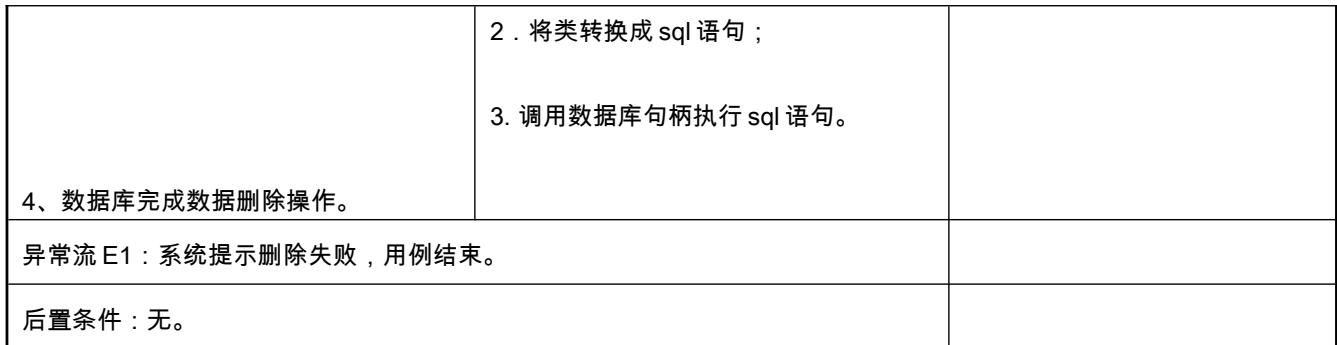 2．将类转换成 sql 语句；
3. 调用数据库句柄执行 sql 语句。
4、数据库完成数据删除操作。
异常流 E1：系统提示删除失败，用例结束。
后置条件：无。